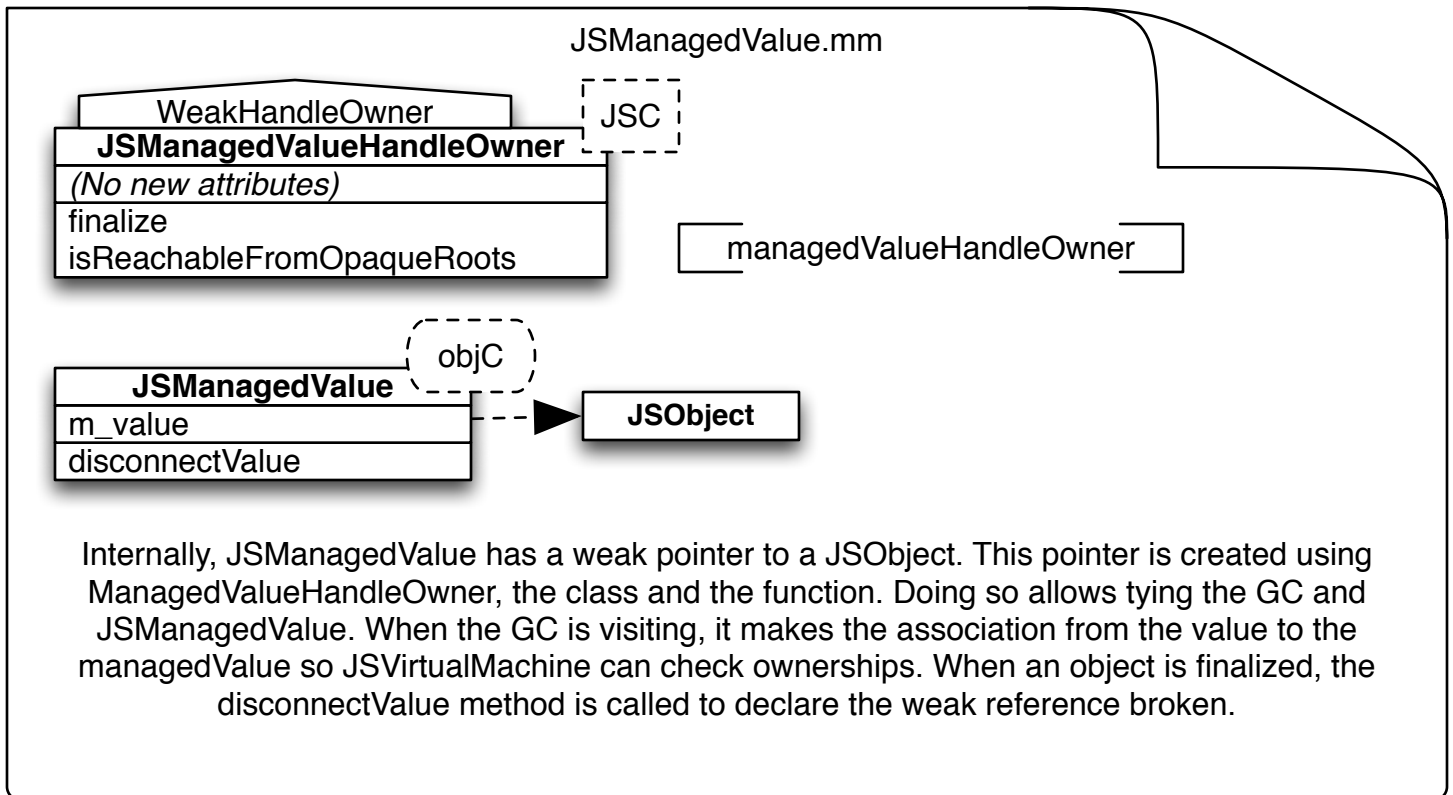 JSManagedValue.mm
WeakHandleOwner
JSC
JSManagedValueHandleOwner
(No new attributes)
finalize
isReachableFromOpaqueRoots
managedValueHandleOwner
objC
JSManagedValue
m_value
disconnectValue
JSObject
Internally, JSManagedValue has a weak pointer to a JSObject. This pointer is created using
ManagedValueHandleOwner, the class and the function. Doing so allows tying the GC and
JSManagedValue. When the GC is visiting, it makes the association from the value to the
managedValue so JSVirtualMachine can check ownerships. When an object is finalized, the
disconnectValue method is called to declare the weak reference broken.